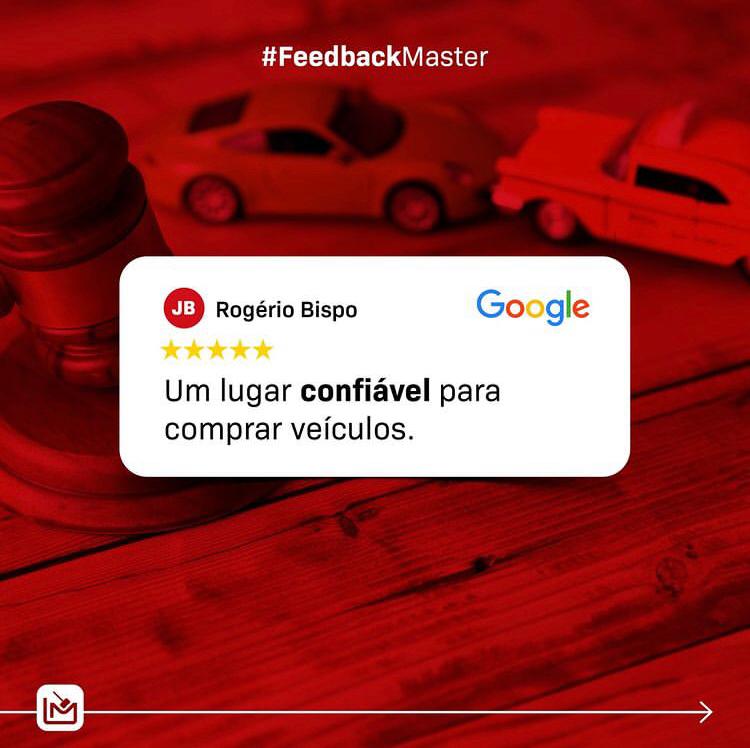 #FeedbackMaster
JB Rogério Bispo
Google
Um lugar confiável para
comprar veículos.